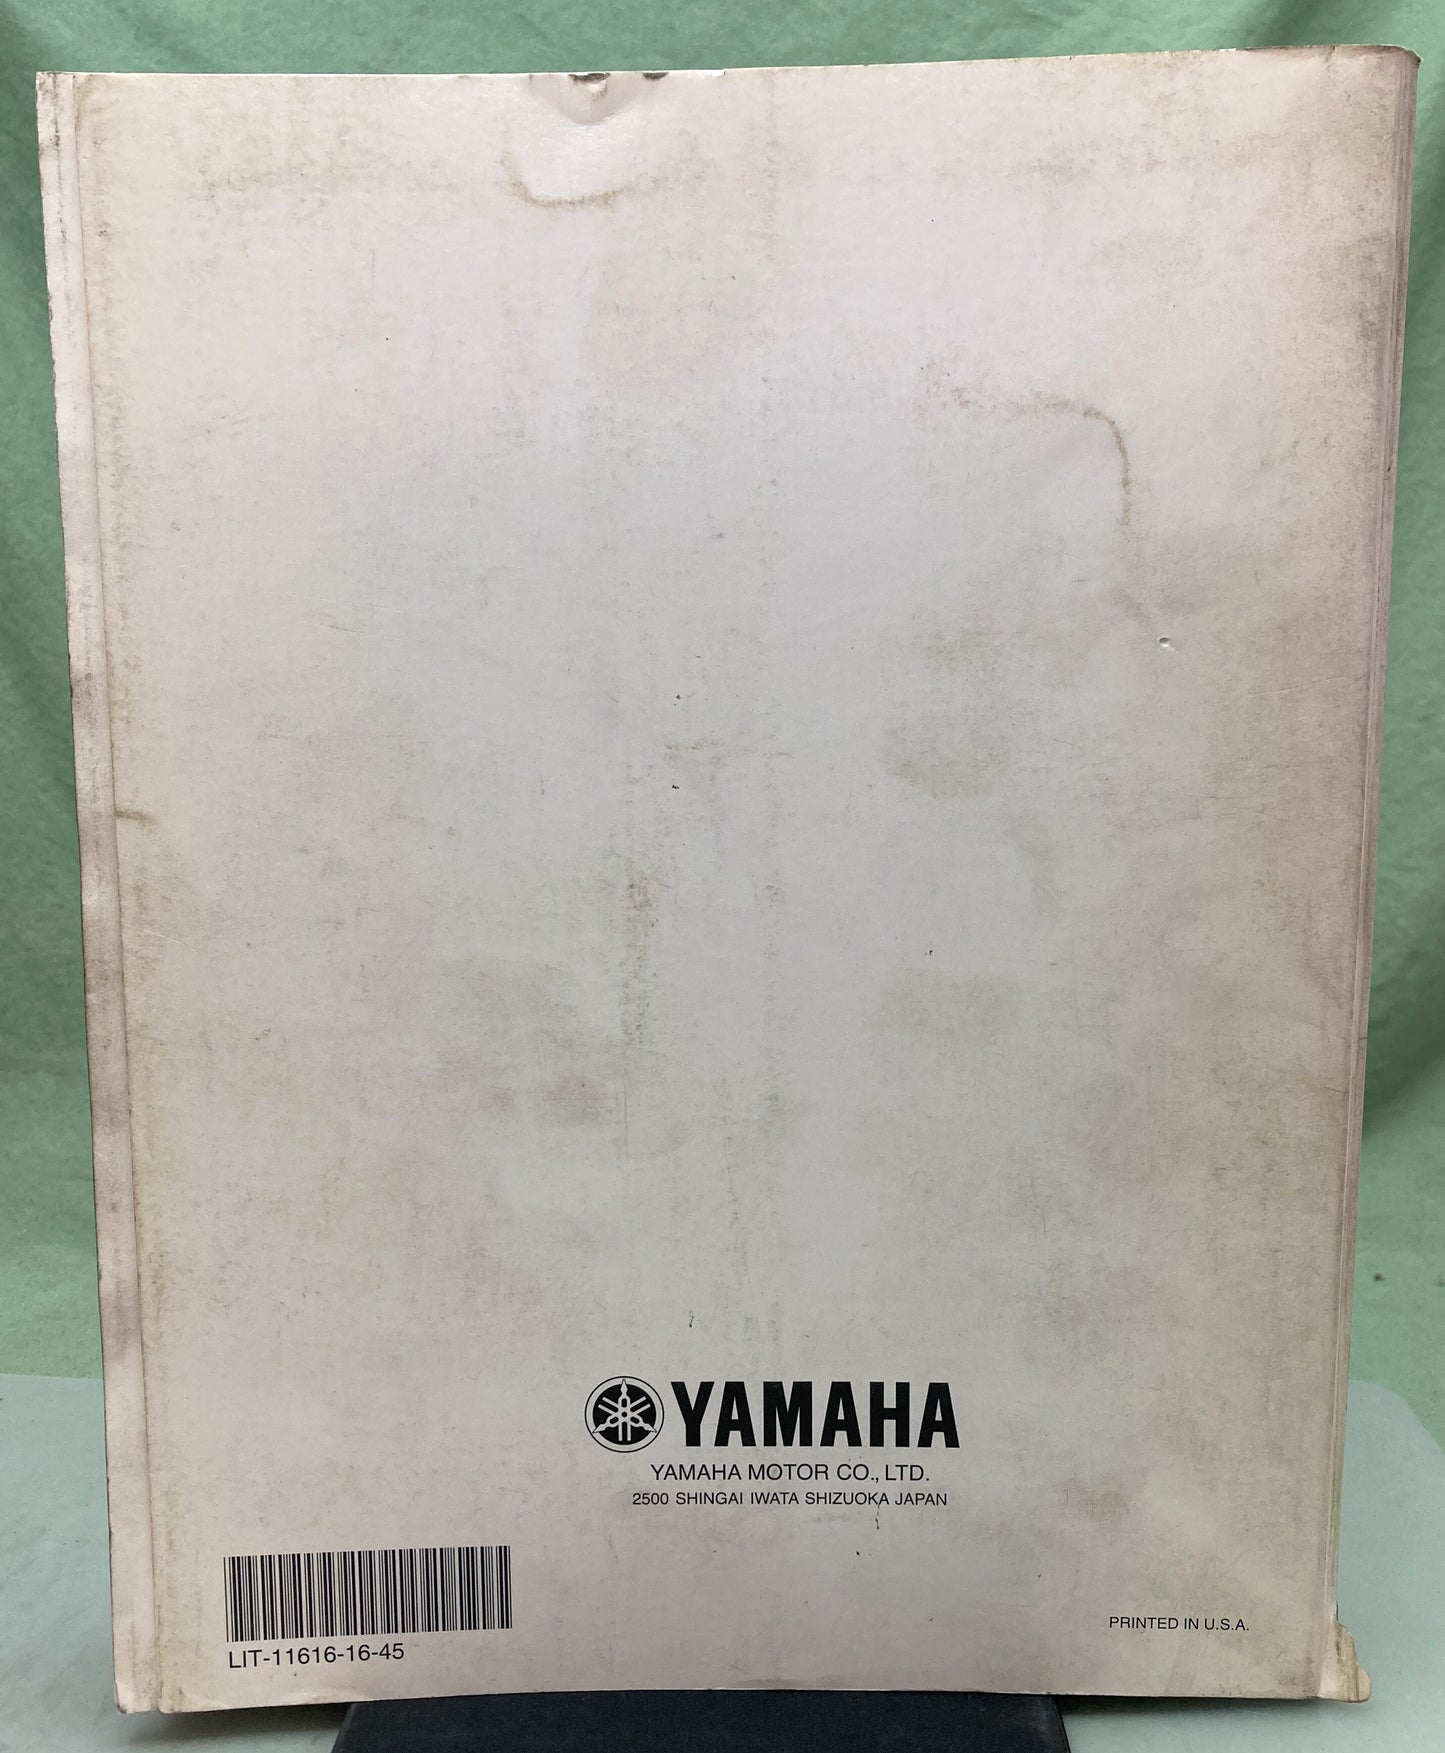 YAMAHA
YAMAHA MOTOR CO., LTD.
2500 SHINGAI IWATA SHIZUOKA JAPAN
LIT-11616-16-45
PRINTED IN U.S.A.